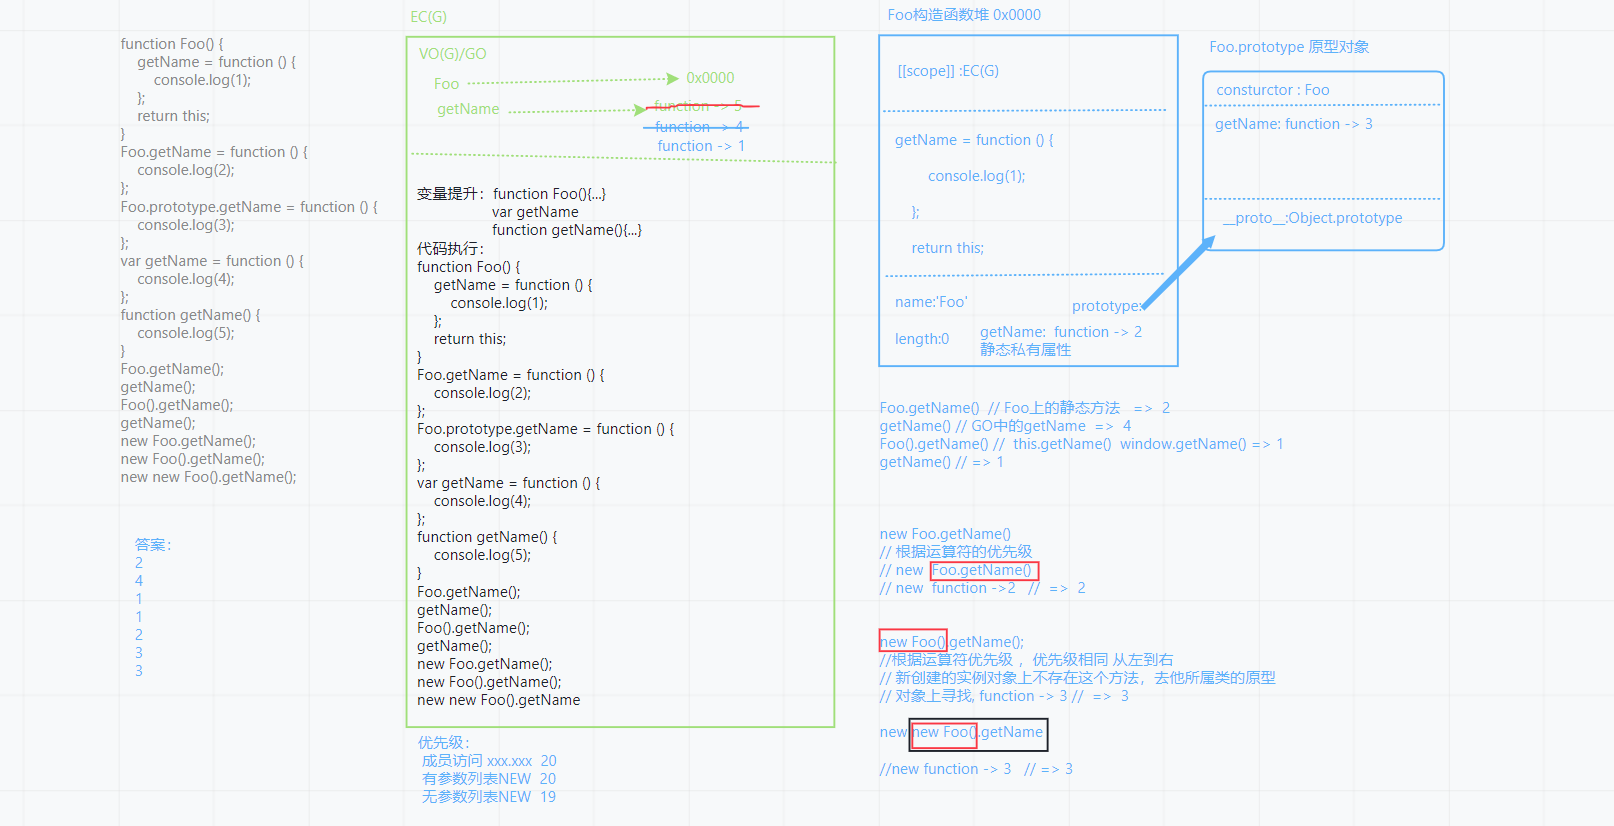 function Foo() {
getName = function () {
console.log(1);
};
return this;
}
Foo.getName = function () {
console.log(2);
};
Foo.prototype.getName = function () {
console.log(3);
};
var getName = function () {
console.log(4);
};
function getName() {
console.log(5);
}
Foo.getName();
getName();
Foo().getName();
getName();
new Foo.getName();
new Foo().getName();
new new Foo().getName();
答案：
2
4
1
1
2
3
3
EC(G)
VO(G)/GO
Foo
0x0000
getName
function -> 5
function -> 4
function -> 1
变量提升：function Foo(){...}
var getName
function getName(){...}
代码执行：
function Foo() {
getName = function () {
console.log(1);
};
return this;
}
Foo.getName = function () {
console.log(2);
};
Foo.prototype.getName = function () {
console.log(3);
};
var getName = function () {
console.log(4);
};
function getName() {
console.log(5);
}
Foo.getName();
getName();
Foo().getName();
getName();
new Foo.getName();
new Foo().getName();
new new Foo().getName
优先级：
成员访问 xxx.xxx 20
有参数列表NEW 20
无参数列表NEW 19
Foo构造函数堆 0x0000
[[scope]] :EC(G)
getName = function () {
console.log(1);
};
return this;
name:'Foo'
prototype:
length:0
getName: function -> 2
静态私有属性
Foo.prototype 原型对象
consturctor : Foo
getName: function -> 3
__proto__:Object.prototype
Foo.getName() // Foo上的静态方法 => 2
getName() // GO中的getName => 4
Foo().getName() // this.getName() window.getName() => 1
getName() // => 1
new Foo.getName()
// 根据运算符的优先级
// new Foo.getName()
// new function ->2 // => 2
new Foo().getName();
//根据运算符优先级 ，优先级相同 从左到右
// 新创建的实例对象上不存在这个方法，去他所属类的原型
// 对象上寻找, function -> 3 // => 3
new new Foo().getName
//new function -> 3 // => 3